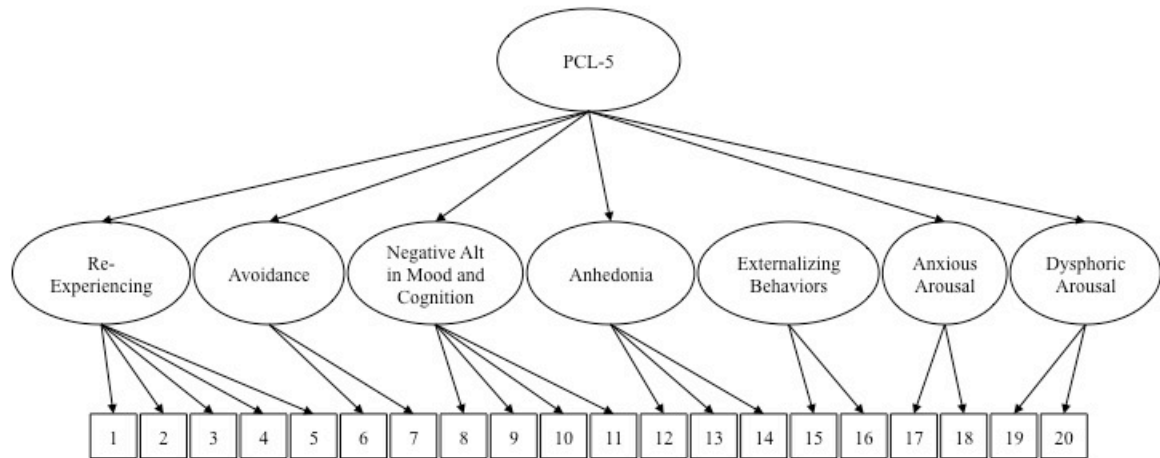 PCL-5
Re-
Experiencing
Avoidance
Negative Alt
in Mood and
Cognition
Anhedonia
Externalizing
Behaviors
Anxious
Arousal
Dysphoric
Arousal
1 2 3 4 5 6 7 8 9 10 11 12 13 14 15 16 17 18 19 20